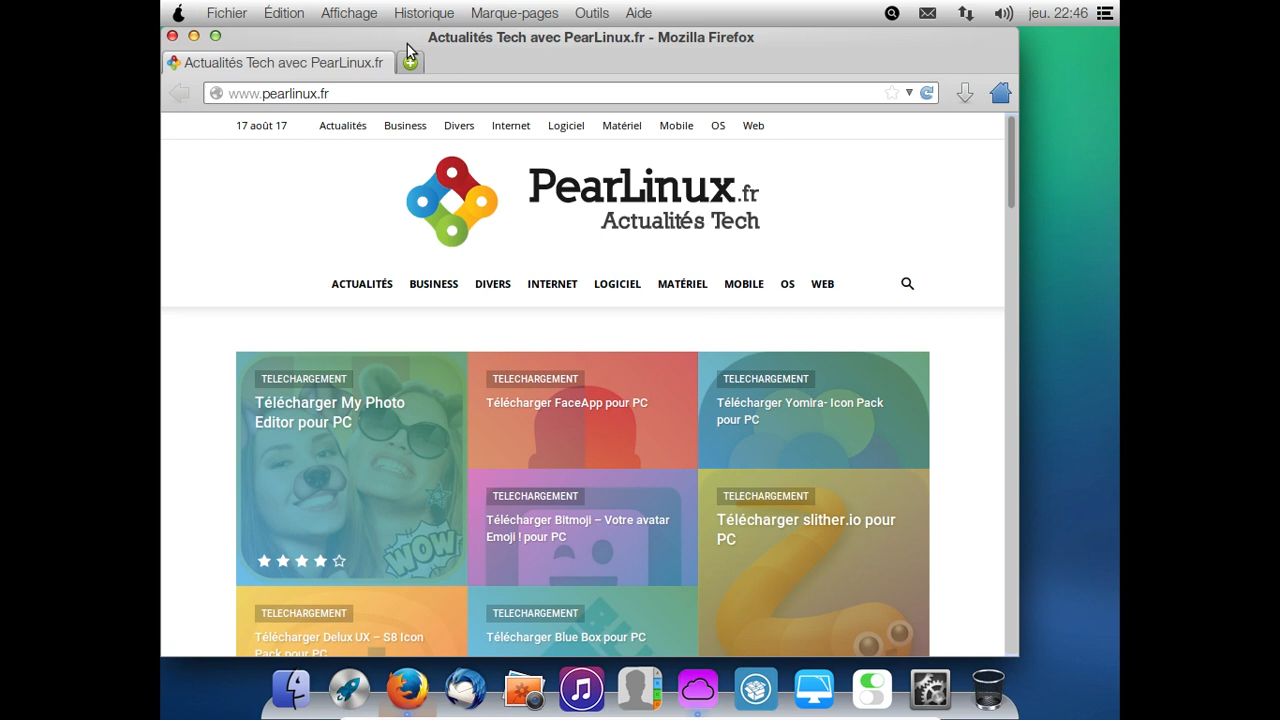 Fichier Édition Affichage Historique Marque-pages Outils Aide jeu. 22:46
Actualités Tech avec PearLinux.fr - Mozilla Firefox
Actualités Tech avec PearLinux.fr
www.pearlinux.fr
17 août 17 Actualités Business Divers Internet Logiciel Matériel Mobile OS Web
PearLinux.fr
Actualités Tech
ACTUALITÉS BUSINESS DIVERS INTERNET LOGICIEL MATÉRIEL MOBILE OS WEB
TELECHARGEMENT
Télécharger My Photo
Editor pour PC
WOW
TELECHARGEMENT
Télécharger FaceApp pour PC
TELECHARGEMENT
Télécharger Yomira- Icon Pack
pour PC
TELECHARGEMENT
Télécharger Bitmoji – Votre avatar
Emoji ! pour PC
TELECHARGEMENT
Télécharger slither.io pour
PC
TELECHARGEMENT
Télécharger Delux UX – S8 Icon
Pack pour PC
TELECHARGEMENT
Télécharger Blue Box pour PC